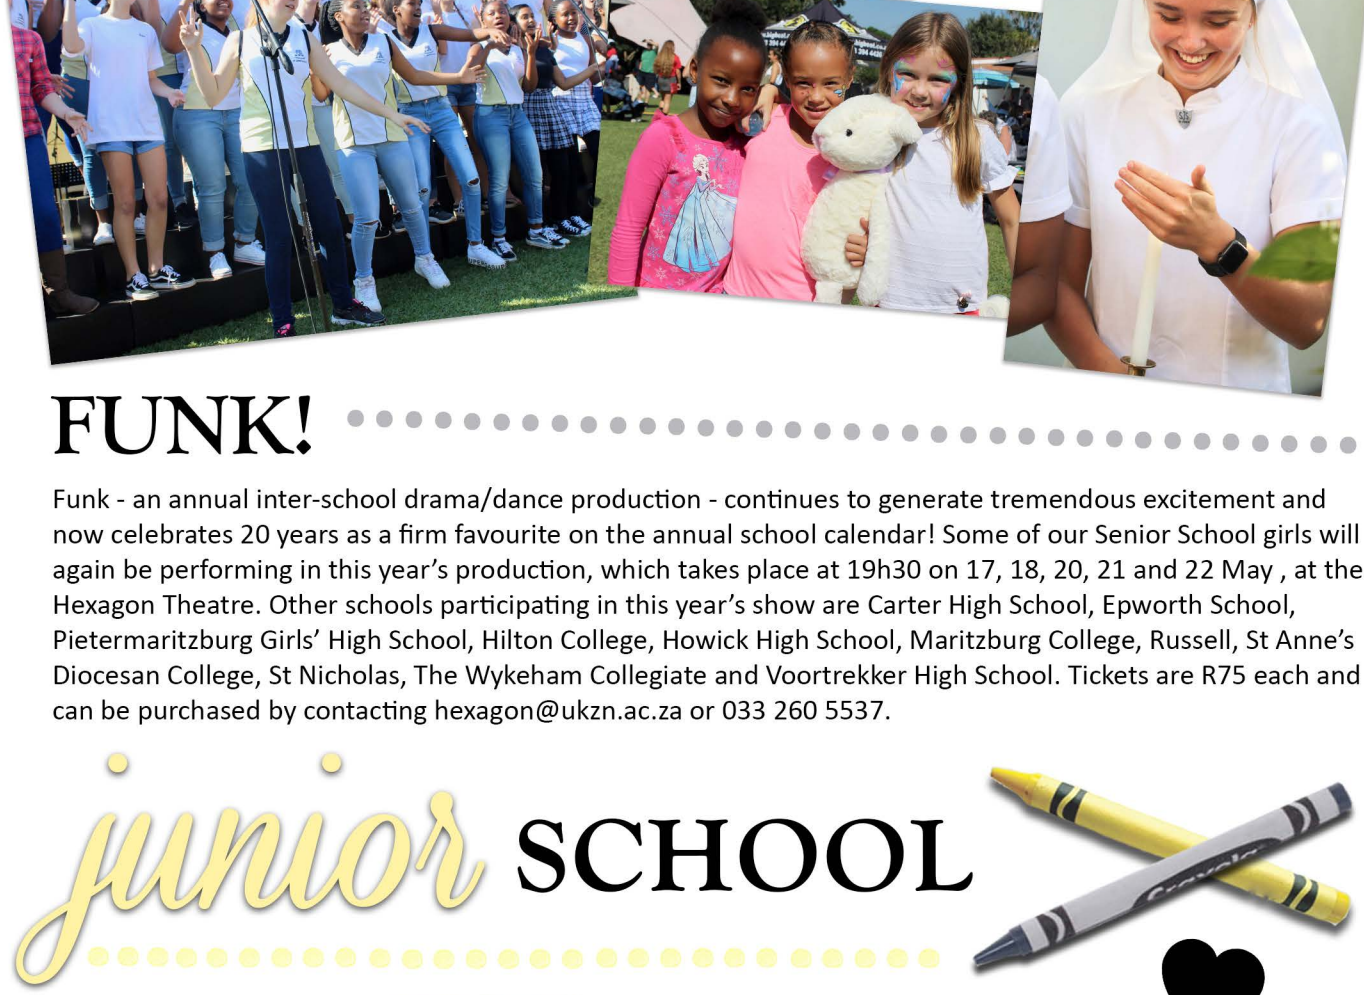 FUNK!
Funk - an annual inter-school drama/dance production - continues to generate tremendous excitement and
now celebrates 20 years as a firm favourite on the annual school calendar! Some of our Senior School girls will
again be performing in this year’s production, which takes place at 19h30 on 17, 18, 20, 21 and 22 May , at the
Hexagon Theatre. Other schools participating in this year’s show are Carter High School, Epworth School,
Pietermaritzburg Girls’ High School, Hilton College, Howick High School, Maritzburg College, Russell, St Anne’s
Diocesan College, St Nicholas, The Wykeham Collegiate and Voortrekker High School. Tickets are R75 each and
can be purchased by contacting hexagon@ukzn.ac.za or 033 260 5537.
junior SCHOOL
Crayola